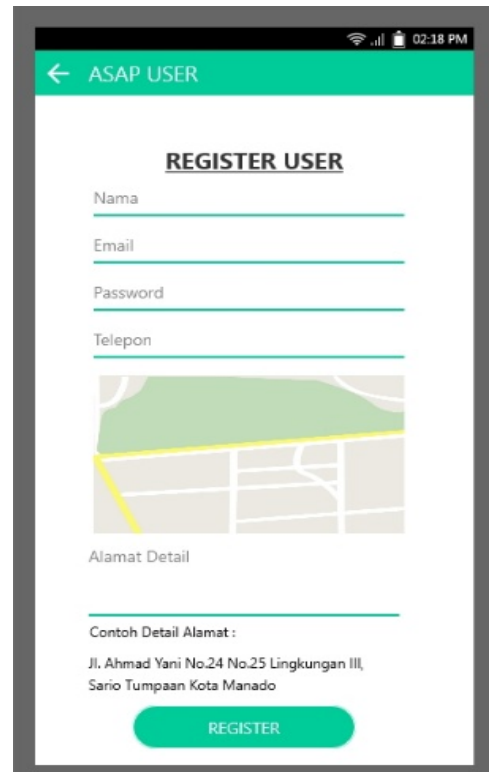 02:18 PM
ASAP USER
REGISTER USER
Nama
Email
Password
Telepon
Alamat Detail
Contoh Detail Alamat :
Jl. Ahmad Yani No.24 No.25 Lingkungan III,
Sario Tumpaan Kota Manado
REGISTER